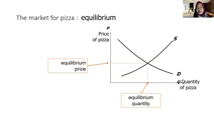 The market for pizza : equilibrium
P
Price
of pizza
S
equilibrium
price
D
Quantity
of pizza
equilibrium
quantity